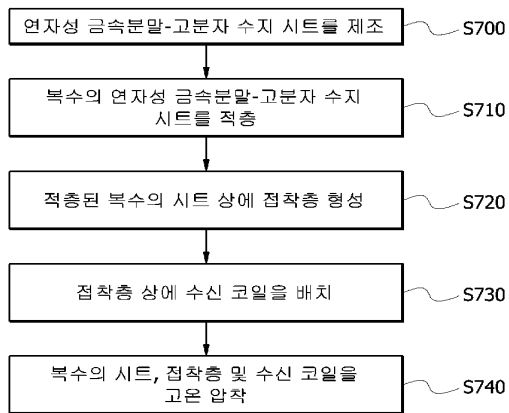 연자성 금속분말-고분자 수지 시트를 제조
S700
복수의 연자성 금속분말-고분자 수지
시트를 적층
S710
적층된 복수의 시트 상에 접착층 형성
S720
접착층 상에 수신 코일을 배치
S730
복수의 시트, 접착층 및 수신 코일을
고온 압착
S740